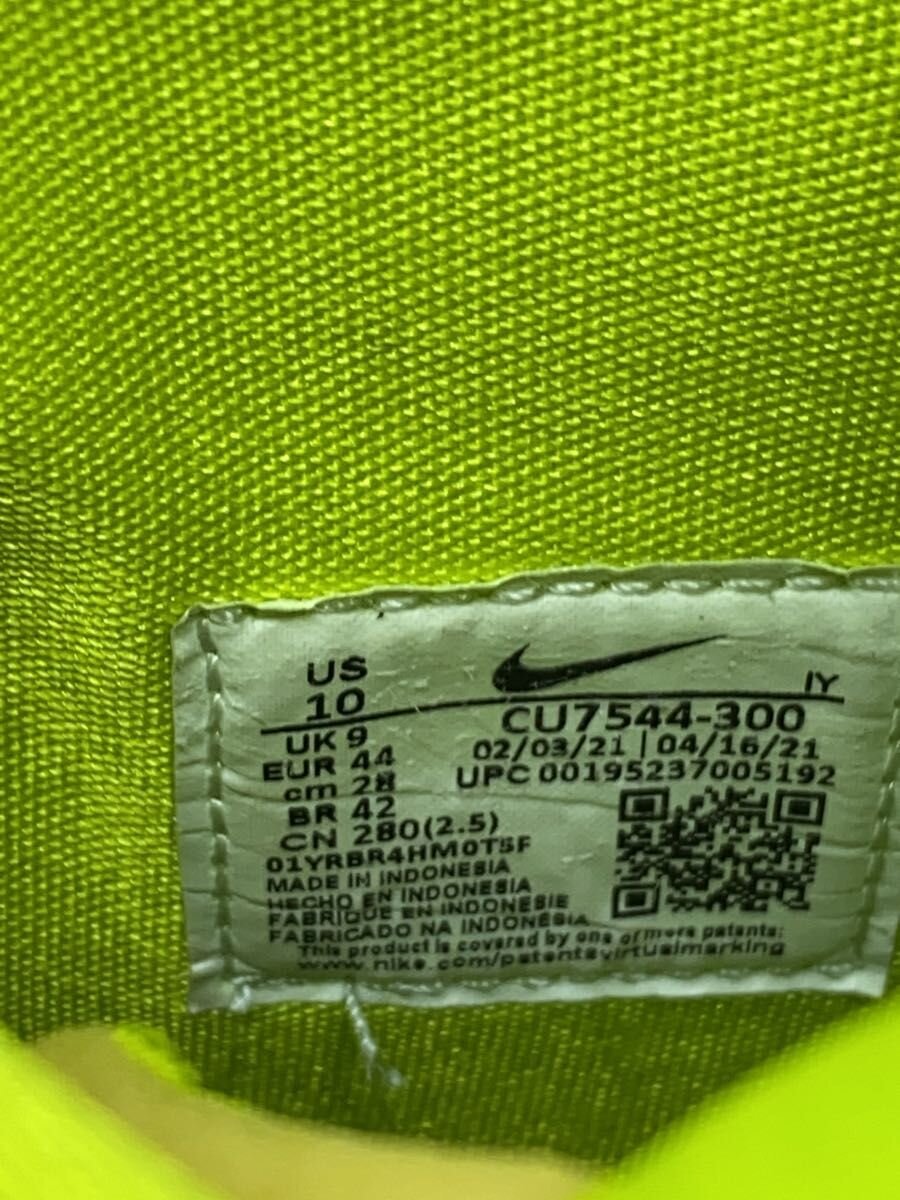 US
10
IY
UK 9
EUR 44
cm 28
BR 42
CN 280(2.5)
CU7544-300
02/03/21 | 04/16/21
UPC 00195237005192
01YRBR4HM0T5F
MADE IN INDONESIA
HECHO EN INDONESIA
FABRIQUE EN INDONESIE
FABRICADO NA INDONESIA
This product is covered by one of more patents:
www.nike.com/patentsvirtualmarking